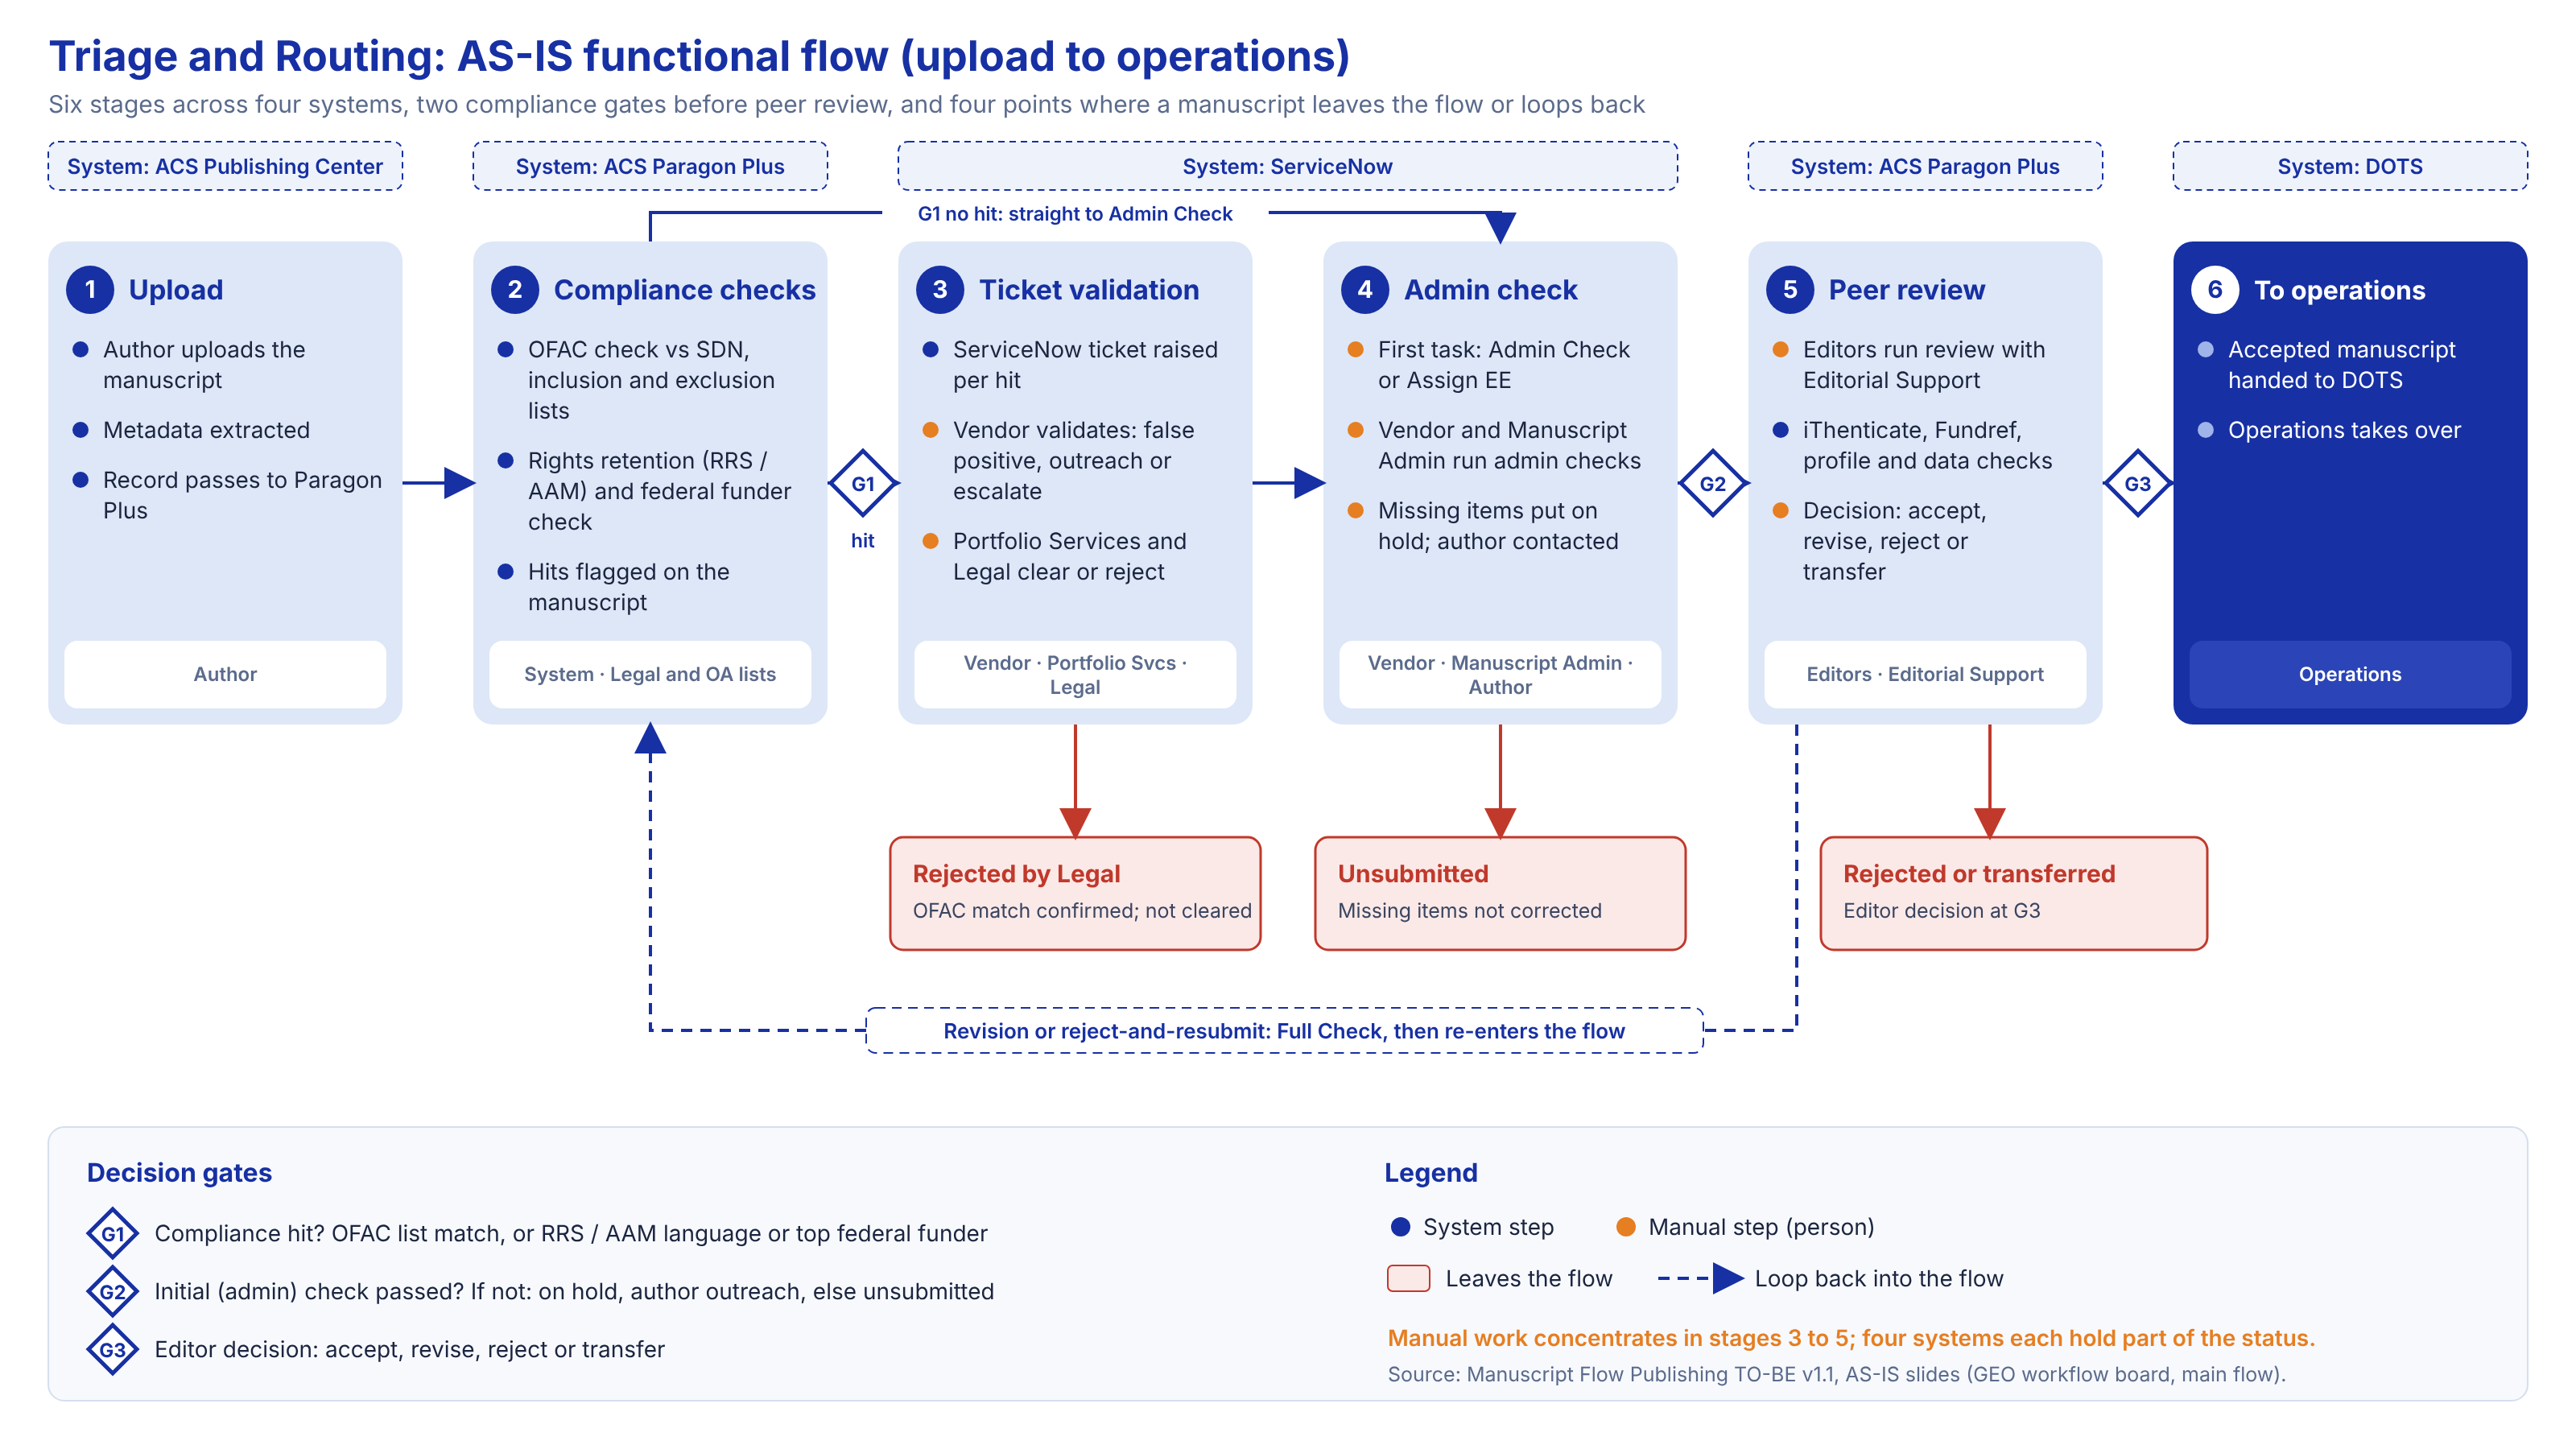 Triage and Routing: AS-IS functional flow (upload to operations)
Six stages across four systems, two compliance gates before peer review, and four points where a manuscript leaves the flow or loops back
System: ACS Publishing Center
System: ACS Paragon Plus
System: ServiceNow
System: ACS Paragon Plus
System: DOTS
G1 no hit: straight to Admin Check
1 Upload
Author uploads the
manuscript
Metadata extracted
Record passes to Paragon
Plus
Author
2 Compliance checks
OFAC check vs SDN,
inclusion and exclusion
lists
Rights retention (RRS /
AAM) and federal funder
check
Hits flagged on the
manuscript
System · Legal and OA lists
G1
hit
3 Ticket validation
ServiceNow ticket raised
per hit
Vendor validates: false
positive, outreach or
escalate
Portfolio Services and
Legal clear or reject
Vendor · Portfolio Svcs ·
Legal
4 Admin check
First task: Admin Check
or Assign EE
Vendor and Manuscript
Admin run admin checks
Missing items put on
hold; author contacted
Vendor · Manuscript Admin ·
Author
G2
5 Peer review
Editors run review with
Editorial Support
iThenticate, Fundref,
profile and data checks
Decision: accept,
revise, reject or
transfer
Editors · Editorial Support
G3
6 To operations
Accepted manuscript
handed to DOTS
Operations takes over
Operations
Rejected by Legal
OFAC match confirmed; not cleared
Unsubmitted
Missing items not corrected
Rejected or transferred
Editor decision at G3
Revision or reject-and-resubmit: Full Check, then re-enters the flow
Decision gates
G1 Compliance hit? OFAC list match, or RRS / AAM language or top federal funder
G2 Initial (admin) check passed? If not: on hold, author outreach, else unsubmitted
G3 Editor decision: accept, revise, reject or transfer
Legend
System step
Manual step (person)
Leaves the flow
Loop back into the flow
Manual work concentrates in stages 3 to 5; four systems each hold part of the status.
Source: Manuscript Flow Publishing TO-BE v1.1, AS-IS slides (GEO workflow board, main flow).